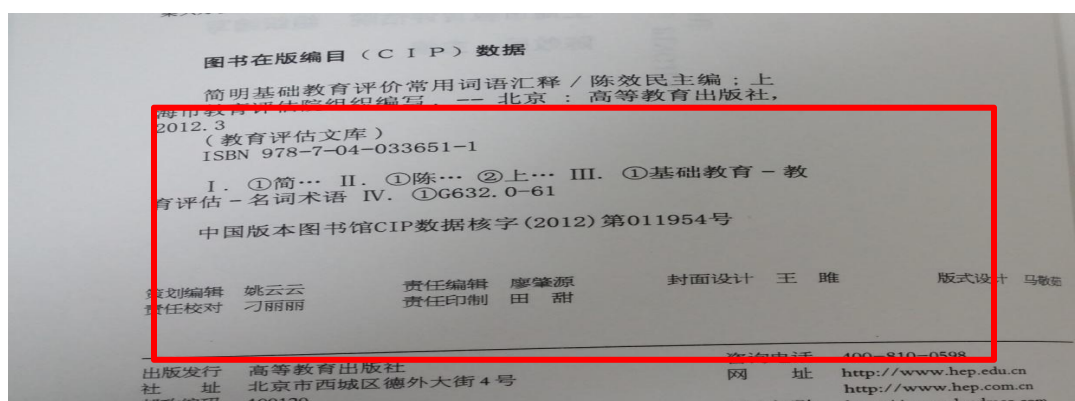 图书在版编目（CIP）数据
简明基础教育评价常用词语汇释 / 陈效民主编 ; 上
海市教育评估院组织编写. -- 北京 : 高等教育出版社,
2012.3
（教育评估文库）
ISBN 978-7-04-033651-1
Ⅰ. ①简… Ⅱ. ①陈… ②上… Ⅲ. ①基础教育－教
育评估－名词术语 Ⅳ. ①G632.0-61
中国版本图书馆CIP数据核字(2012)第011954号
策划编辑 姚云云 责任编辑 廖肇源 封面设计 王 雎 版式设计 马敬茹
责任校对 刁丽丽 责任印制 田 甜
出版发行 高等教育出版社 咨询电话 400-810-0598
社 址 北京市西城区德外大街4号 网 址 http://www.hep.edu.cn
http://www.hep.com.cn
邮政编码 100120